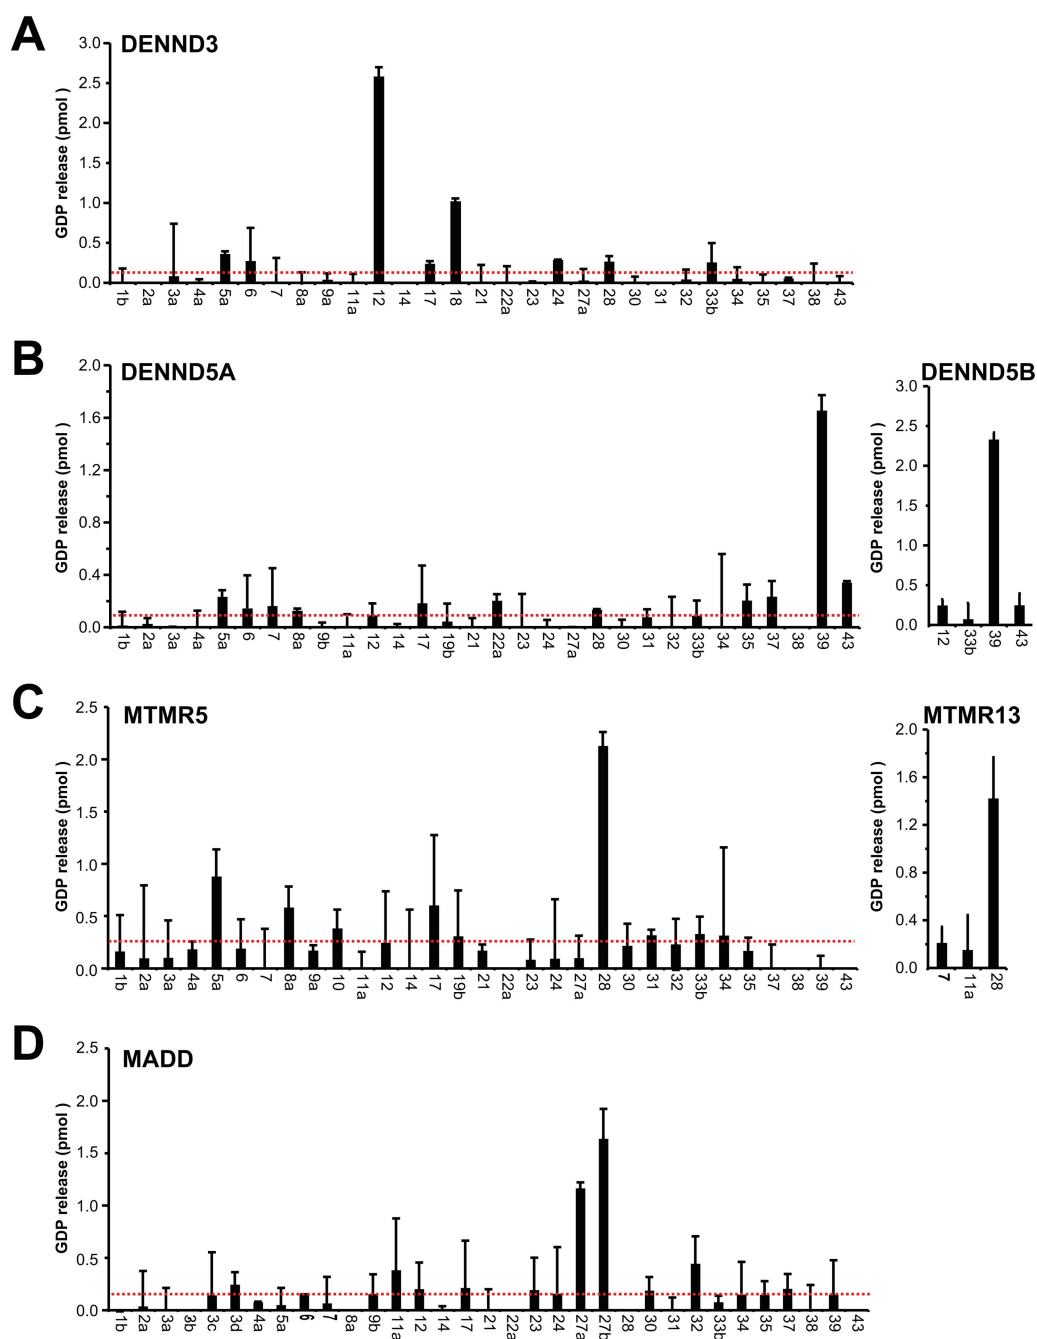 A
DENND3
GDP release (pmol )
3.0
2.5
2.0
1.5
1.0
0.5
0.0
1b 2a 3a 4a 5a 6 7 8a 9a 11a 12 14 17 18 21 22a 23 24 27a 28 30 31 32 33b 34 35 37 38 43
B
DENND5A
GDP release (pmol )
2.0
1.6
1.2
0.8
0.4
0.0
1b 2a 3a 4a 5a 6 7 8a 9b 11a 12 14 17 19b 21 22a 23 24 27a 28 30 31 32 33b 34 35 37 38 39 43
DENND5B
GDP release (pmol )
3.0
2.5
2.0
1.5
1.0
0.5
0.0
12 33b 39 43
C
MTMR5
GDP release (pmol )
2.5
2.0
1.5
1.0
0.5
0.0
1b 2a 3a 4a 5a 6 7 8a 9a 10 11a 12 14 17 19b 21 22a 23 24 27a 28 30 31 32 33b 34 35 37 38 39 43
MTMR13
GDP release (pmol )
2.0
1.6
1.2
0.8
0.4
0.0
7 11a 28
D
MADD
GDP release (pmol )
2.5
2.0
1.5
1.0
0.5
0.0
1b 2a 3a 3b 3c 3d 4a 5a 6 7 8a 9b 11a 12 14 17 21 22a 23 24 27a 27b 28 30 31 32 33b 34 35 37 38 39 43